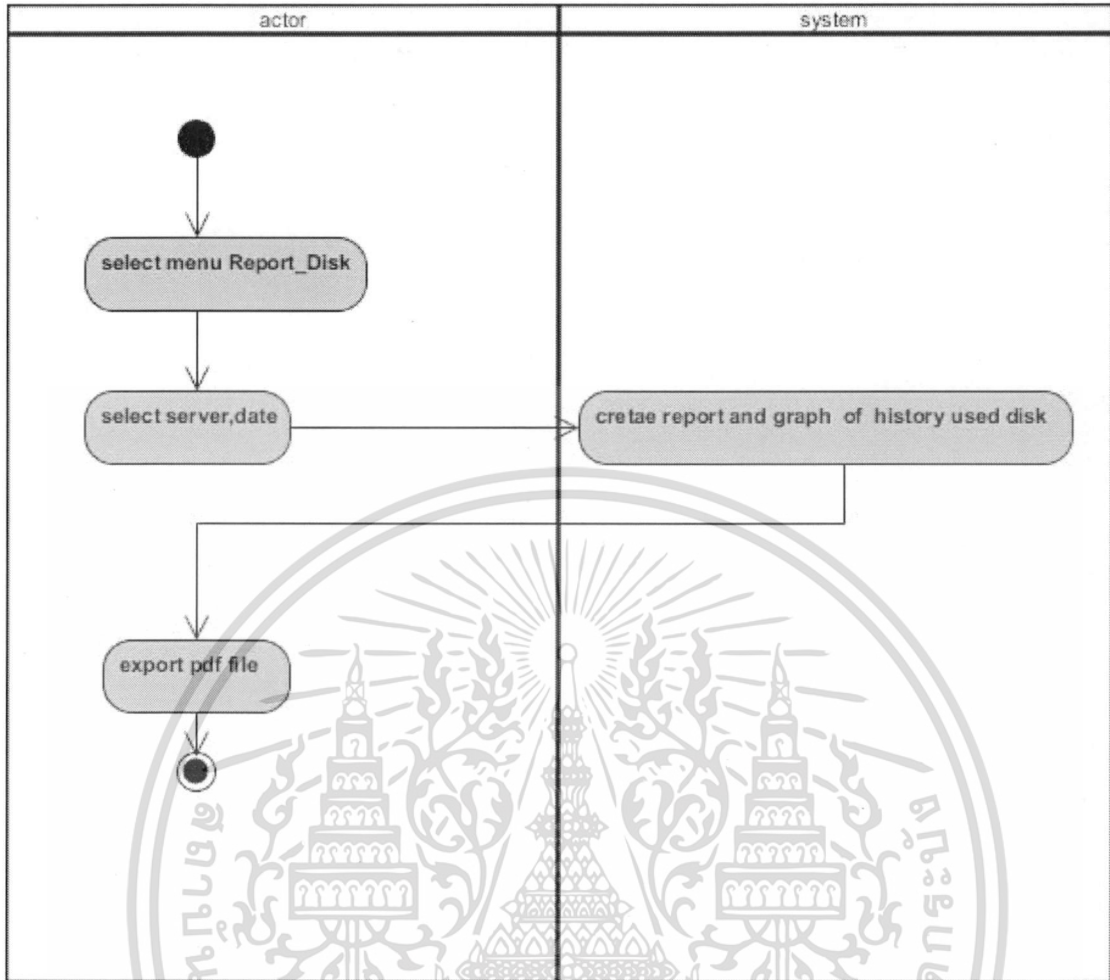 actor
system
select menu Report_Disk
select server,date
cretae report and graph  of  history used disk
export pdf file